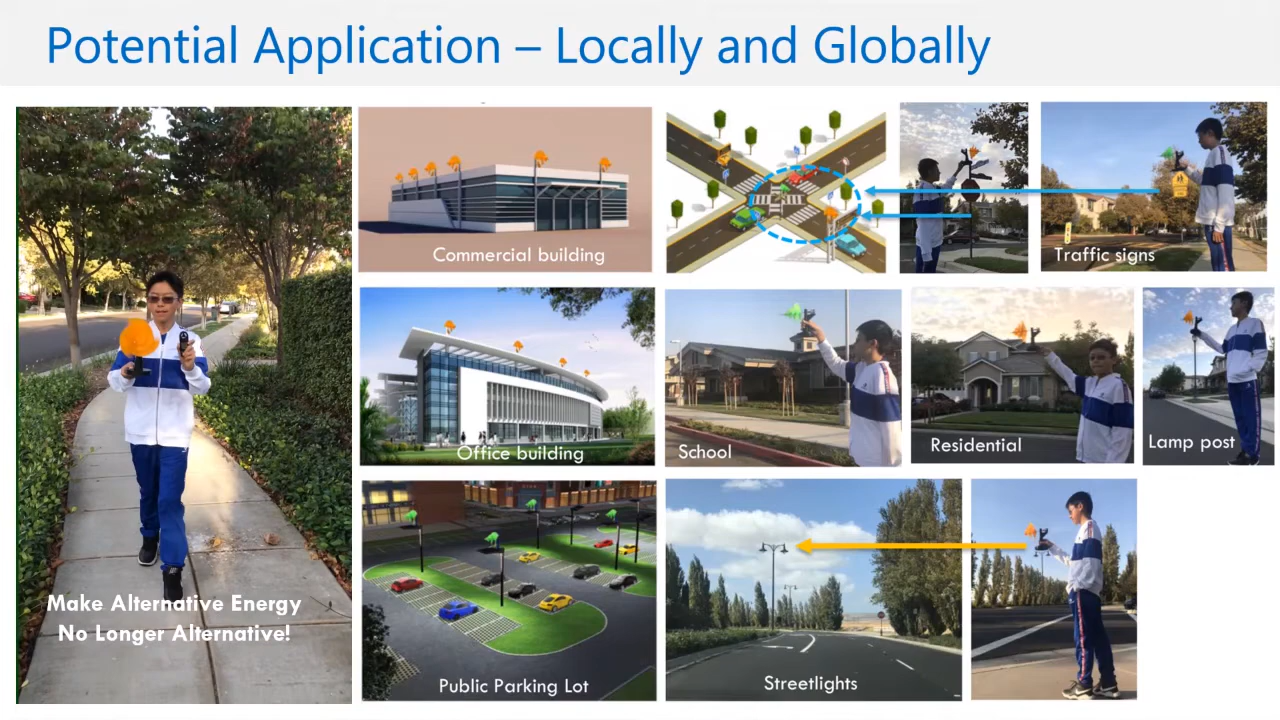 Potential Application – Locally and Globally
Commercial building
Traffic signs
Office building
School
Residential
Lamp post
Make Alternative Energy
No Longer Alternative!
Public Parking Lot
Streetlights